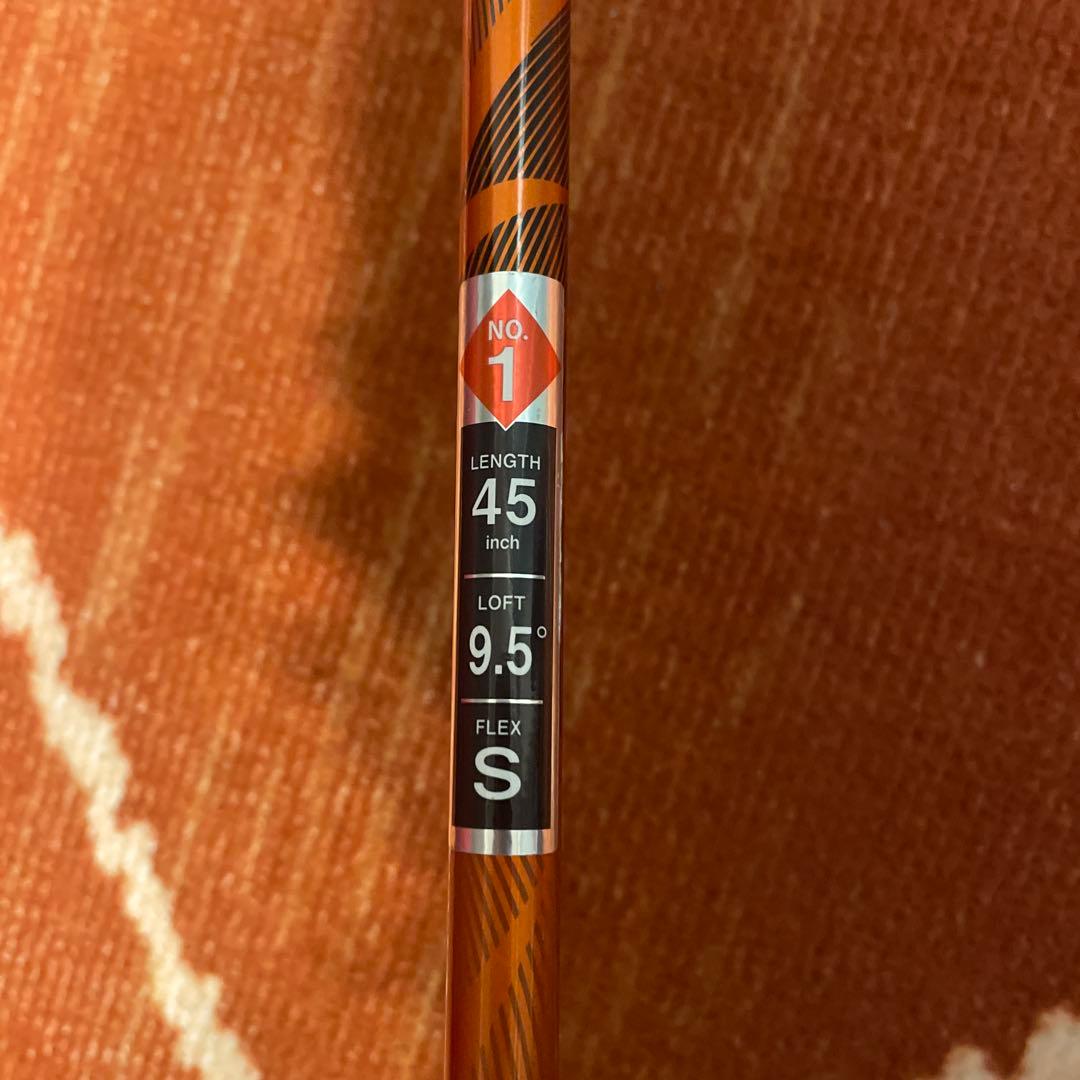 NO.
1
LENGTH
45
inch
LOFT
9.5°
FLEX
S